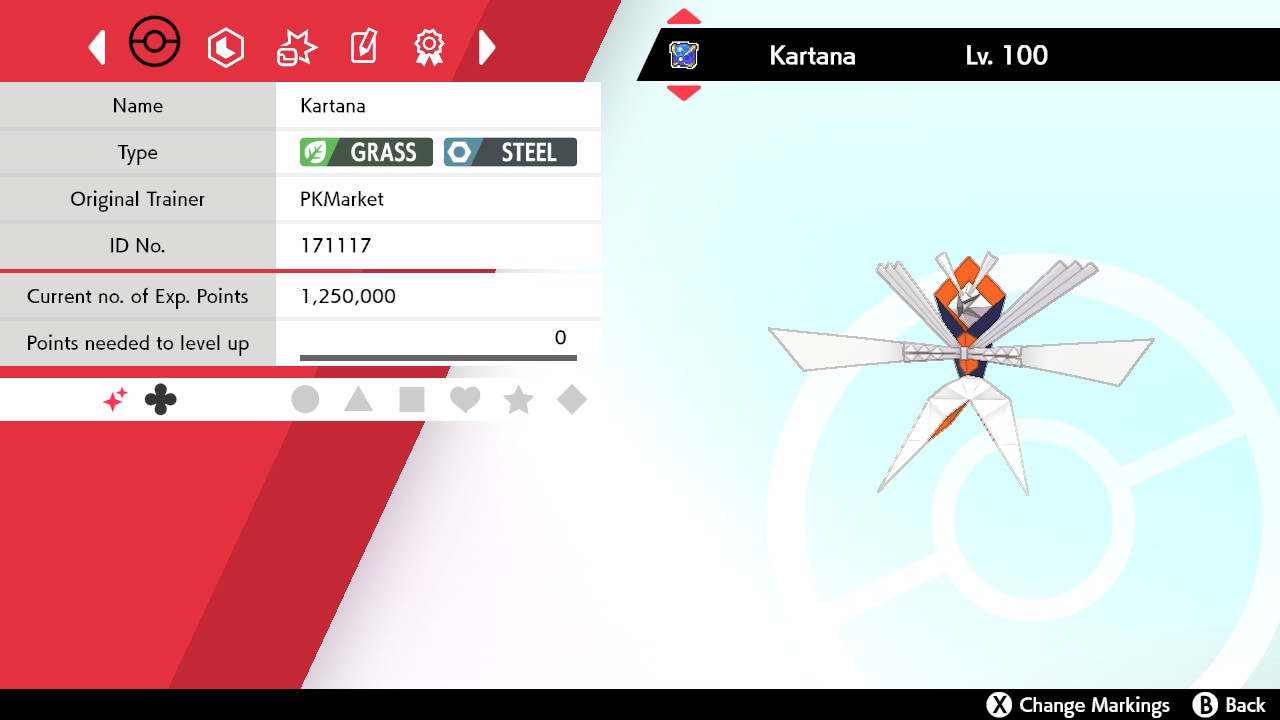 Kartana Lv. 100
Name Kartana
Type GRASS STEEL
Original Trainer PKMarket
ID No. 171117
Current no. of Exp. Points 1,250,000
Points needed to level up 0
X Change Markings B Back